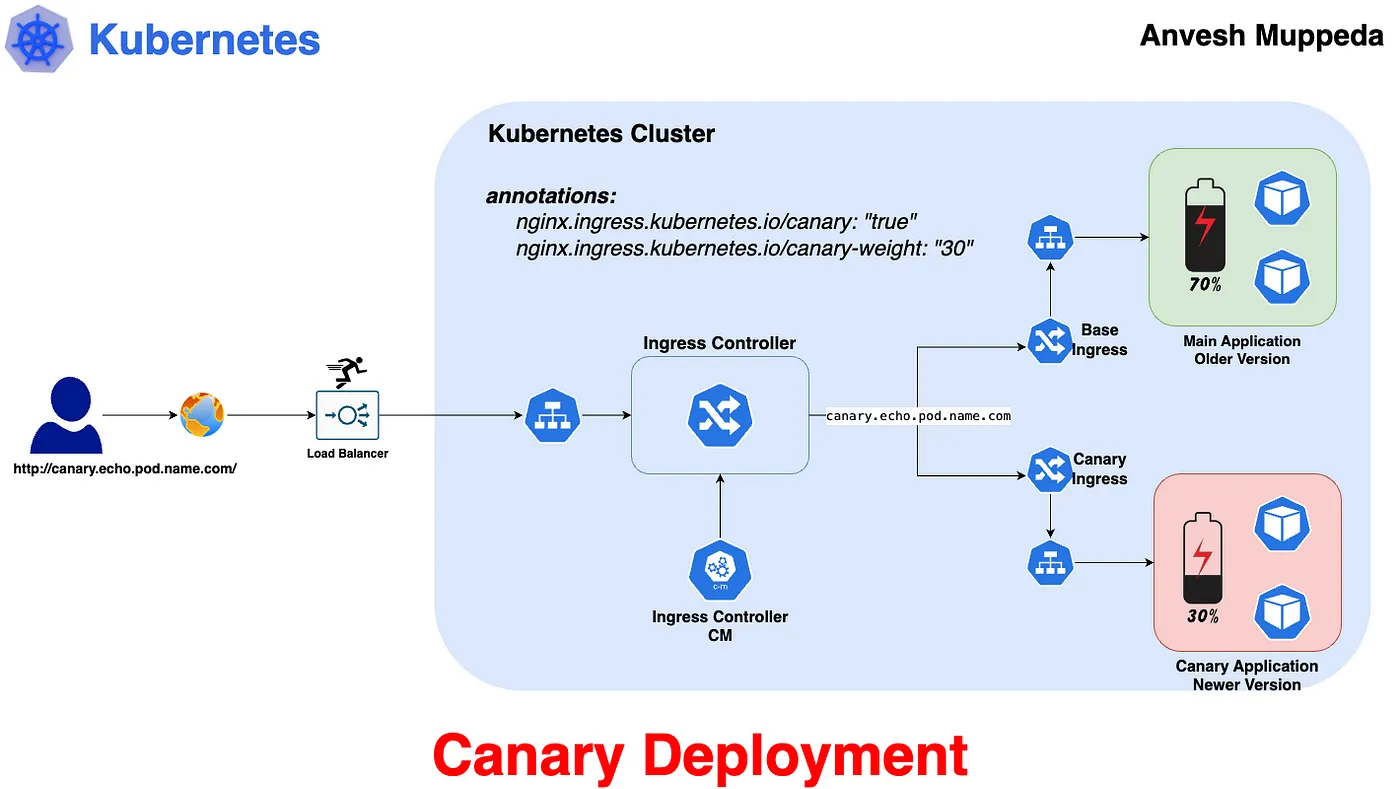 Kubernetes
Anvesh Muppeda
Kubernetes Cluster
annotations:
nginx.ingress.kubernetes.io/canary: "true"
nginx.ingress.kubernetes.io/canary-weight: "30"
70%
Main Application
Older Version
Base
Ingress
Ingress Controller
canary.echo.pod.name.com
Load Balancer
http://canary.echo.pod.name.com/
Canary
Ingress
c-m
Ingress Controller
CM
30%
Canary Application
Newer Version
Canary Deployment